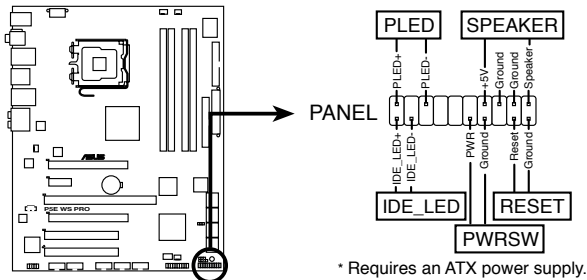 PLED
SPEAKER
PLED+
PLED-
+5V
Ground
Ground
Speaker
PANEL
IDE_LED+
IDE_LED-
PWR
Ground
Reset
Ground
IDE_LED
RESET
PWRSW
* Requires an ATX power supply.
ASUS
P5E WS PRO